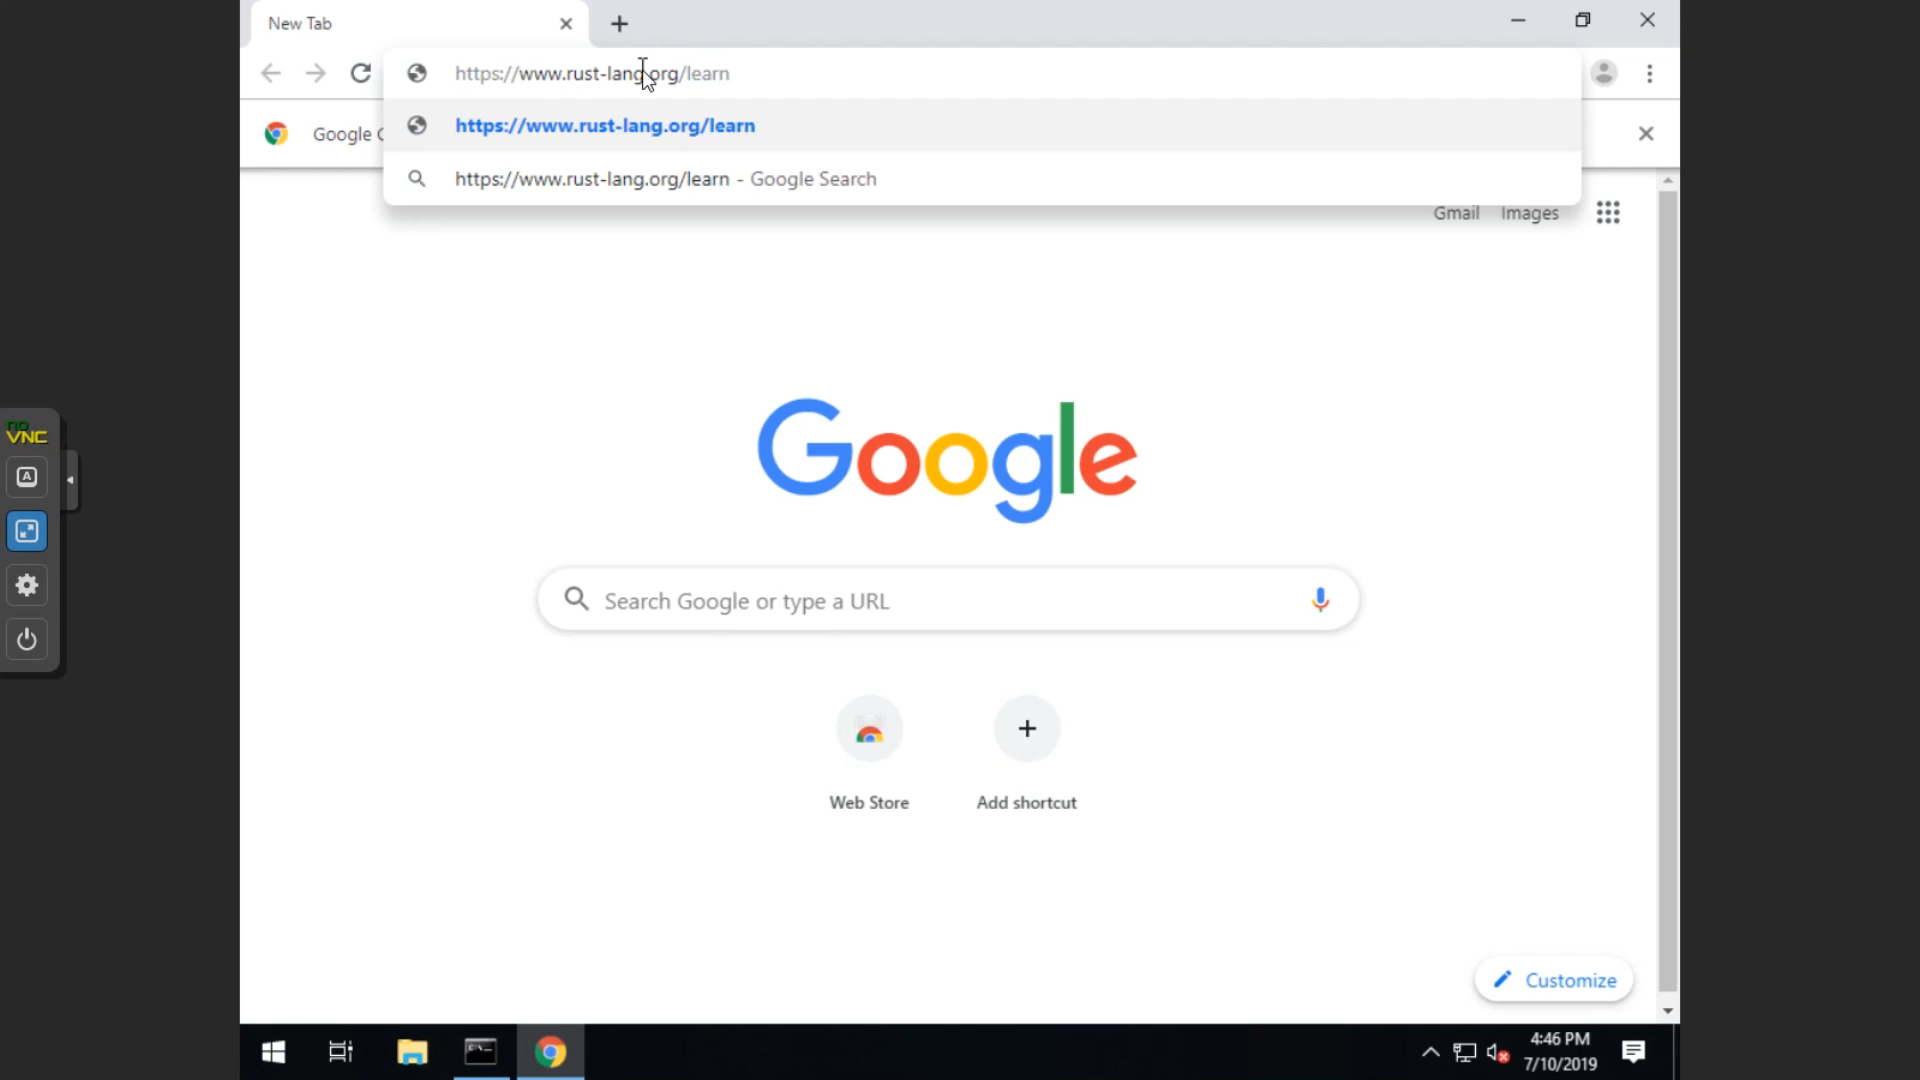 New Tab
https://www.rust-lang.org/learn
https://www.rust-lang.org/learn
Google
https://www.rust-lang.org/learn - Google Search
Gmail Images
no
VNC
A
Google
Search Google or type a URL
Web Store
Add shortcut
Customize
4:46 PM
7/10/2019